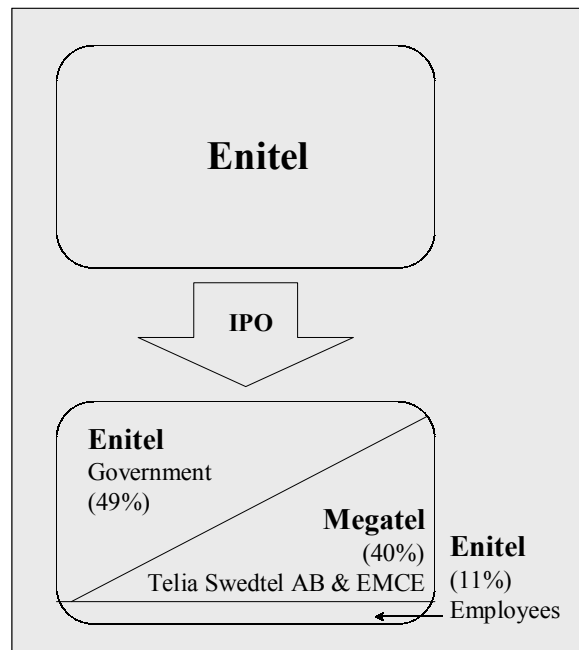 Enitel
IPO
Enitel
Government
(49%)
Megatel
(40%)
Telia Swedtel AB & EMCE
Enitel
(11%)
Employees